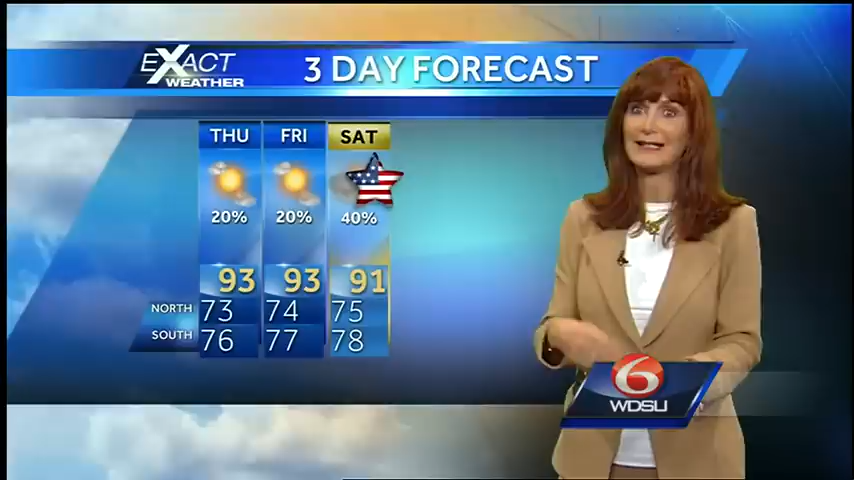 EXACT
WEATHER
3 DAY FORECAST
THU FRI SAT
20% 20% 40%
93 93 91
NORTH 73 74 75
SOUTH 76 77 78
6
WDSU